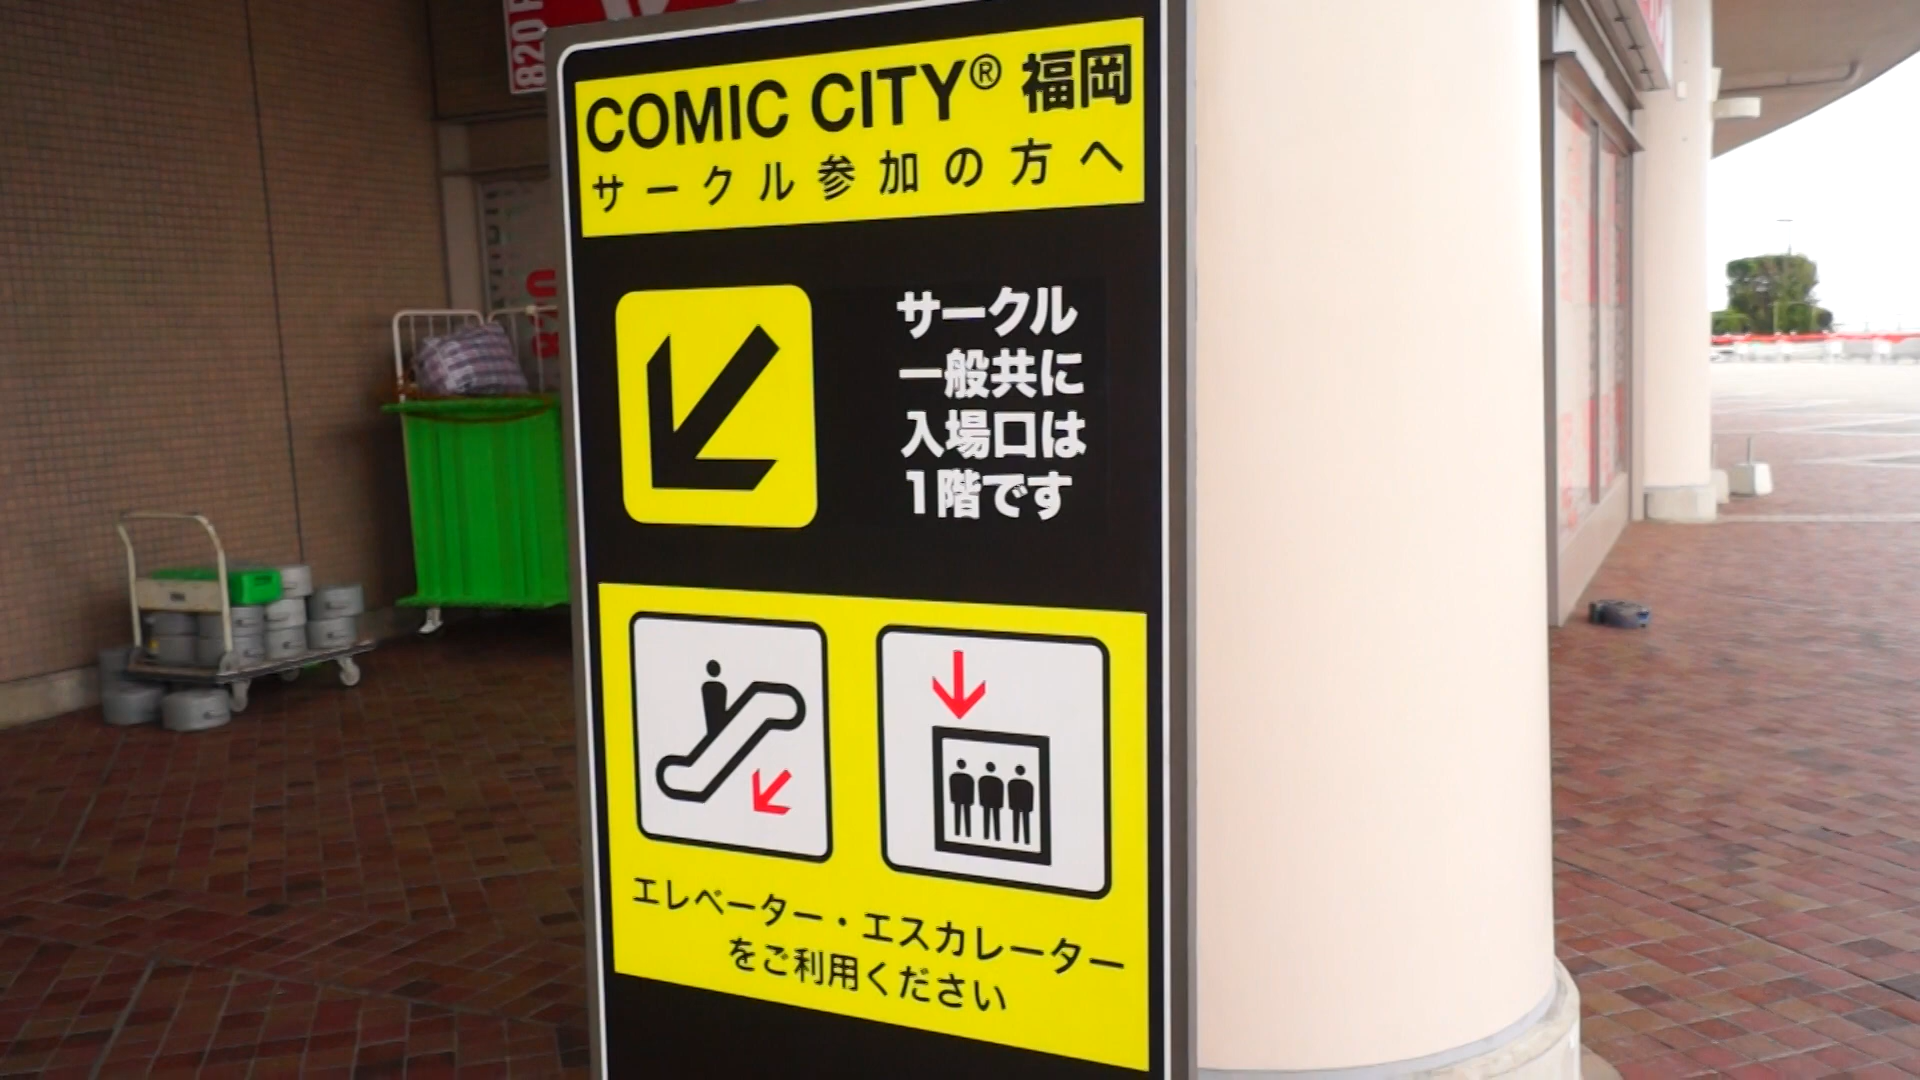 COMIC CITY® 福岡
サークル参加の方へ
サークル
一般共に
入場口は
1階です
エレベーター・エスカレーター
をご利用ください
820